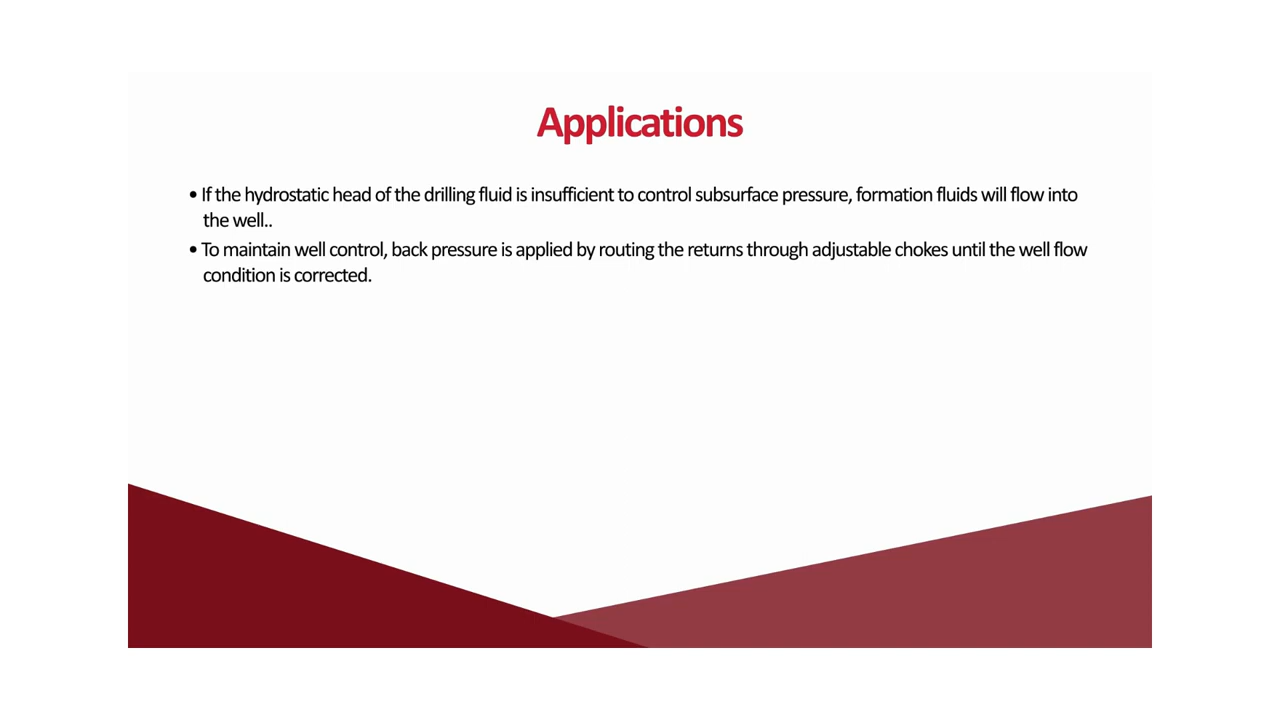 Applications
• If the hydrostatic head of the drilling fluid is insufficient to control subsurface pressure, formation fluids will flow into
the well..
• To maintain well control, back pressure is applied by routing the returns through adjustable chokes until the well flow
condition is corrected.